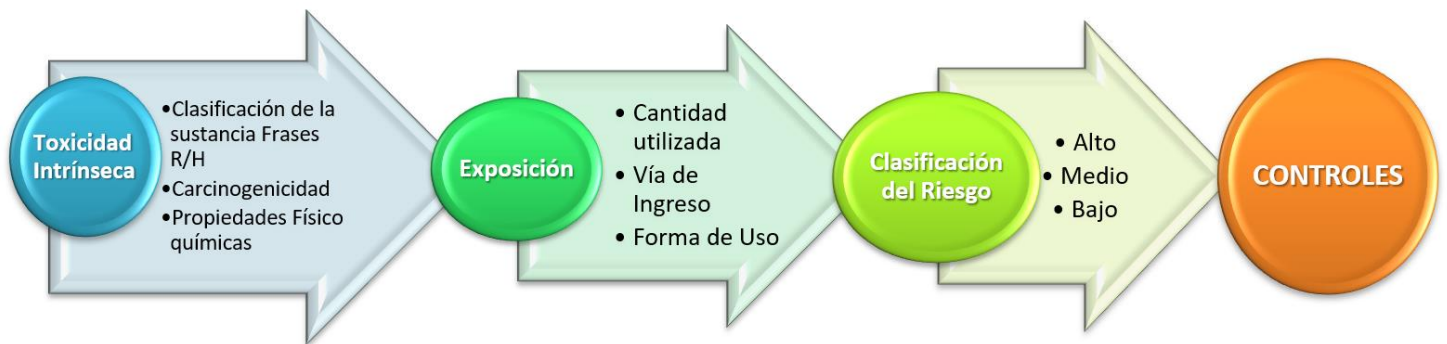 Toxicidad
Intrínseca
•Clasificación de la
sustancia Frases
R/H
•Carcinogenicidad
•Propiedades Físico
químicas
Exposición
• Cantidad
utilizada
• Vía de
Ingreso
• Forma de Uso
Clasificación
del Riesgo
• Alto
• Medio
• Bajo
CONTROLES